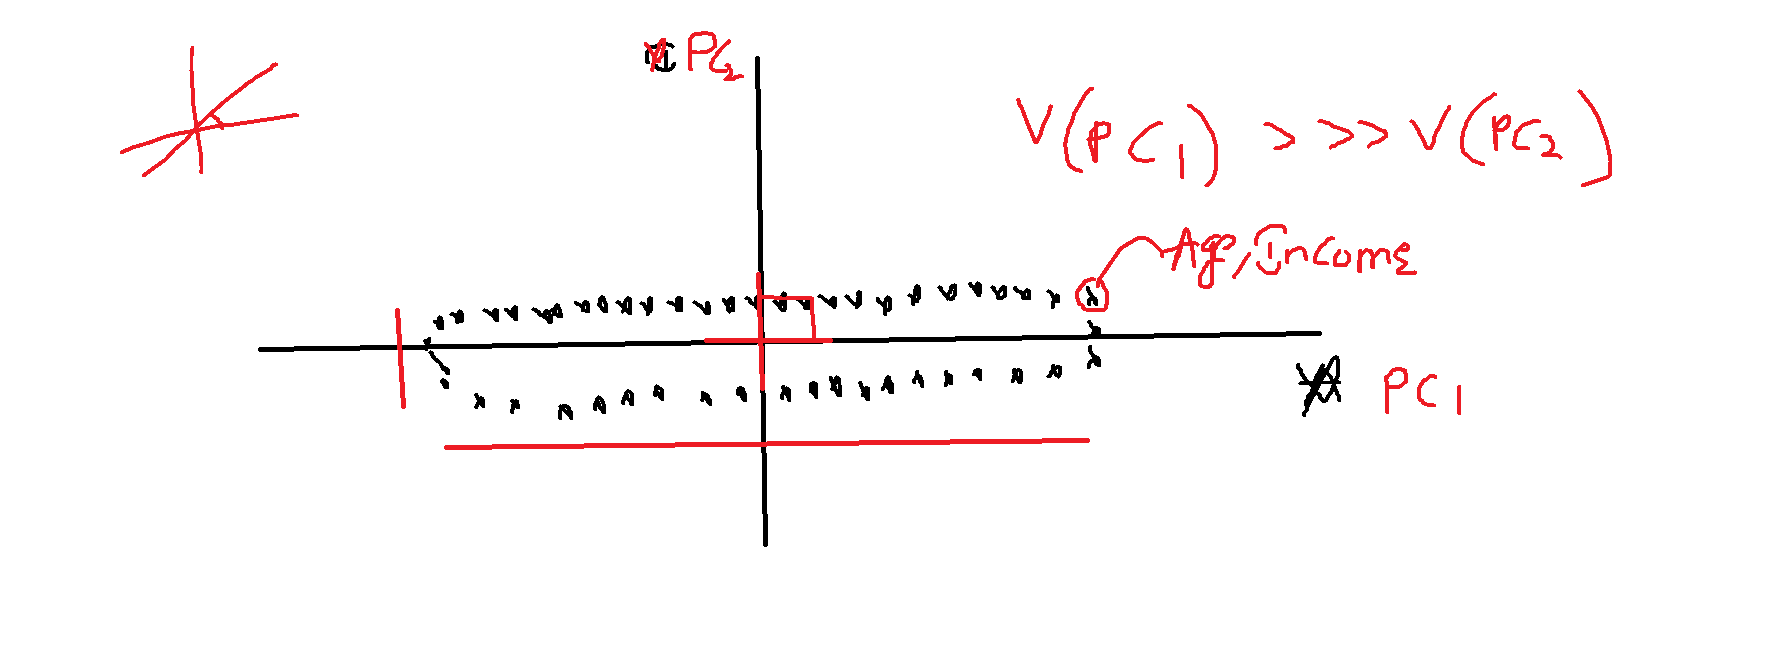 PC2
V(PC1) > >> V(PC2)
Age, Income
PC1